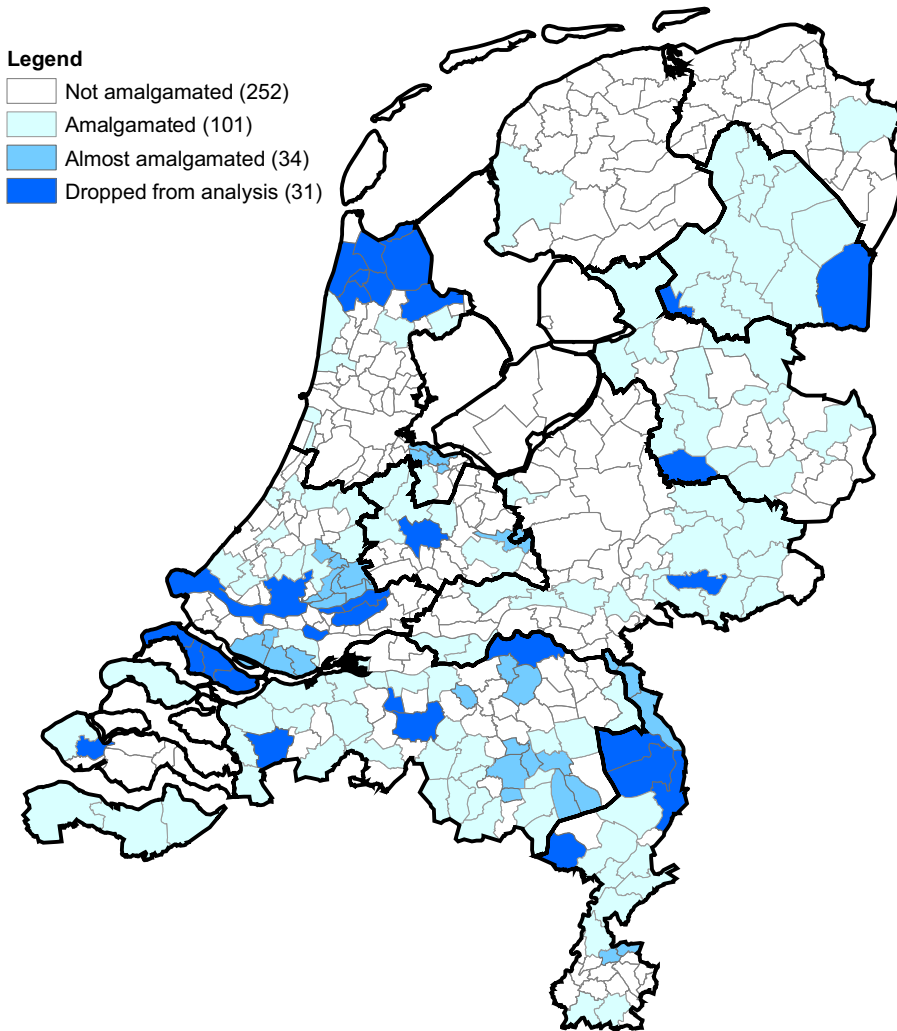 Legend
Not amalgamated (252)
Amalgamated (101)
Almost amalgamated (34)
Dropped from analysis (31)